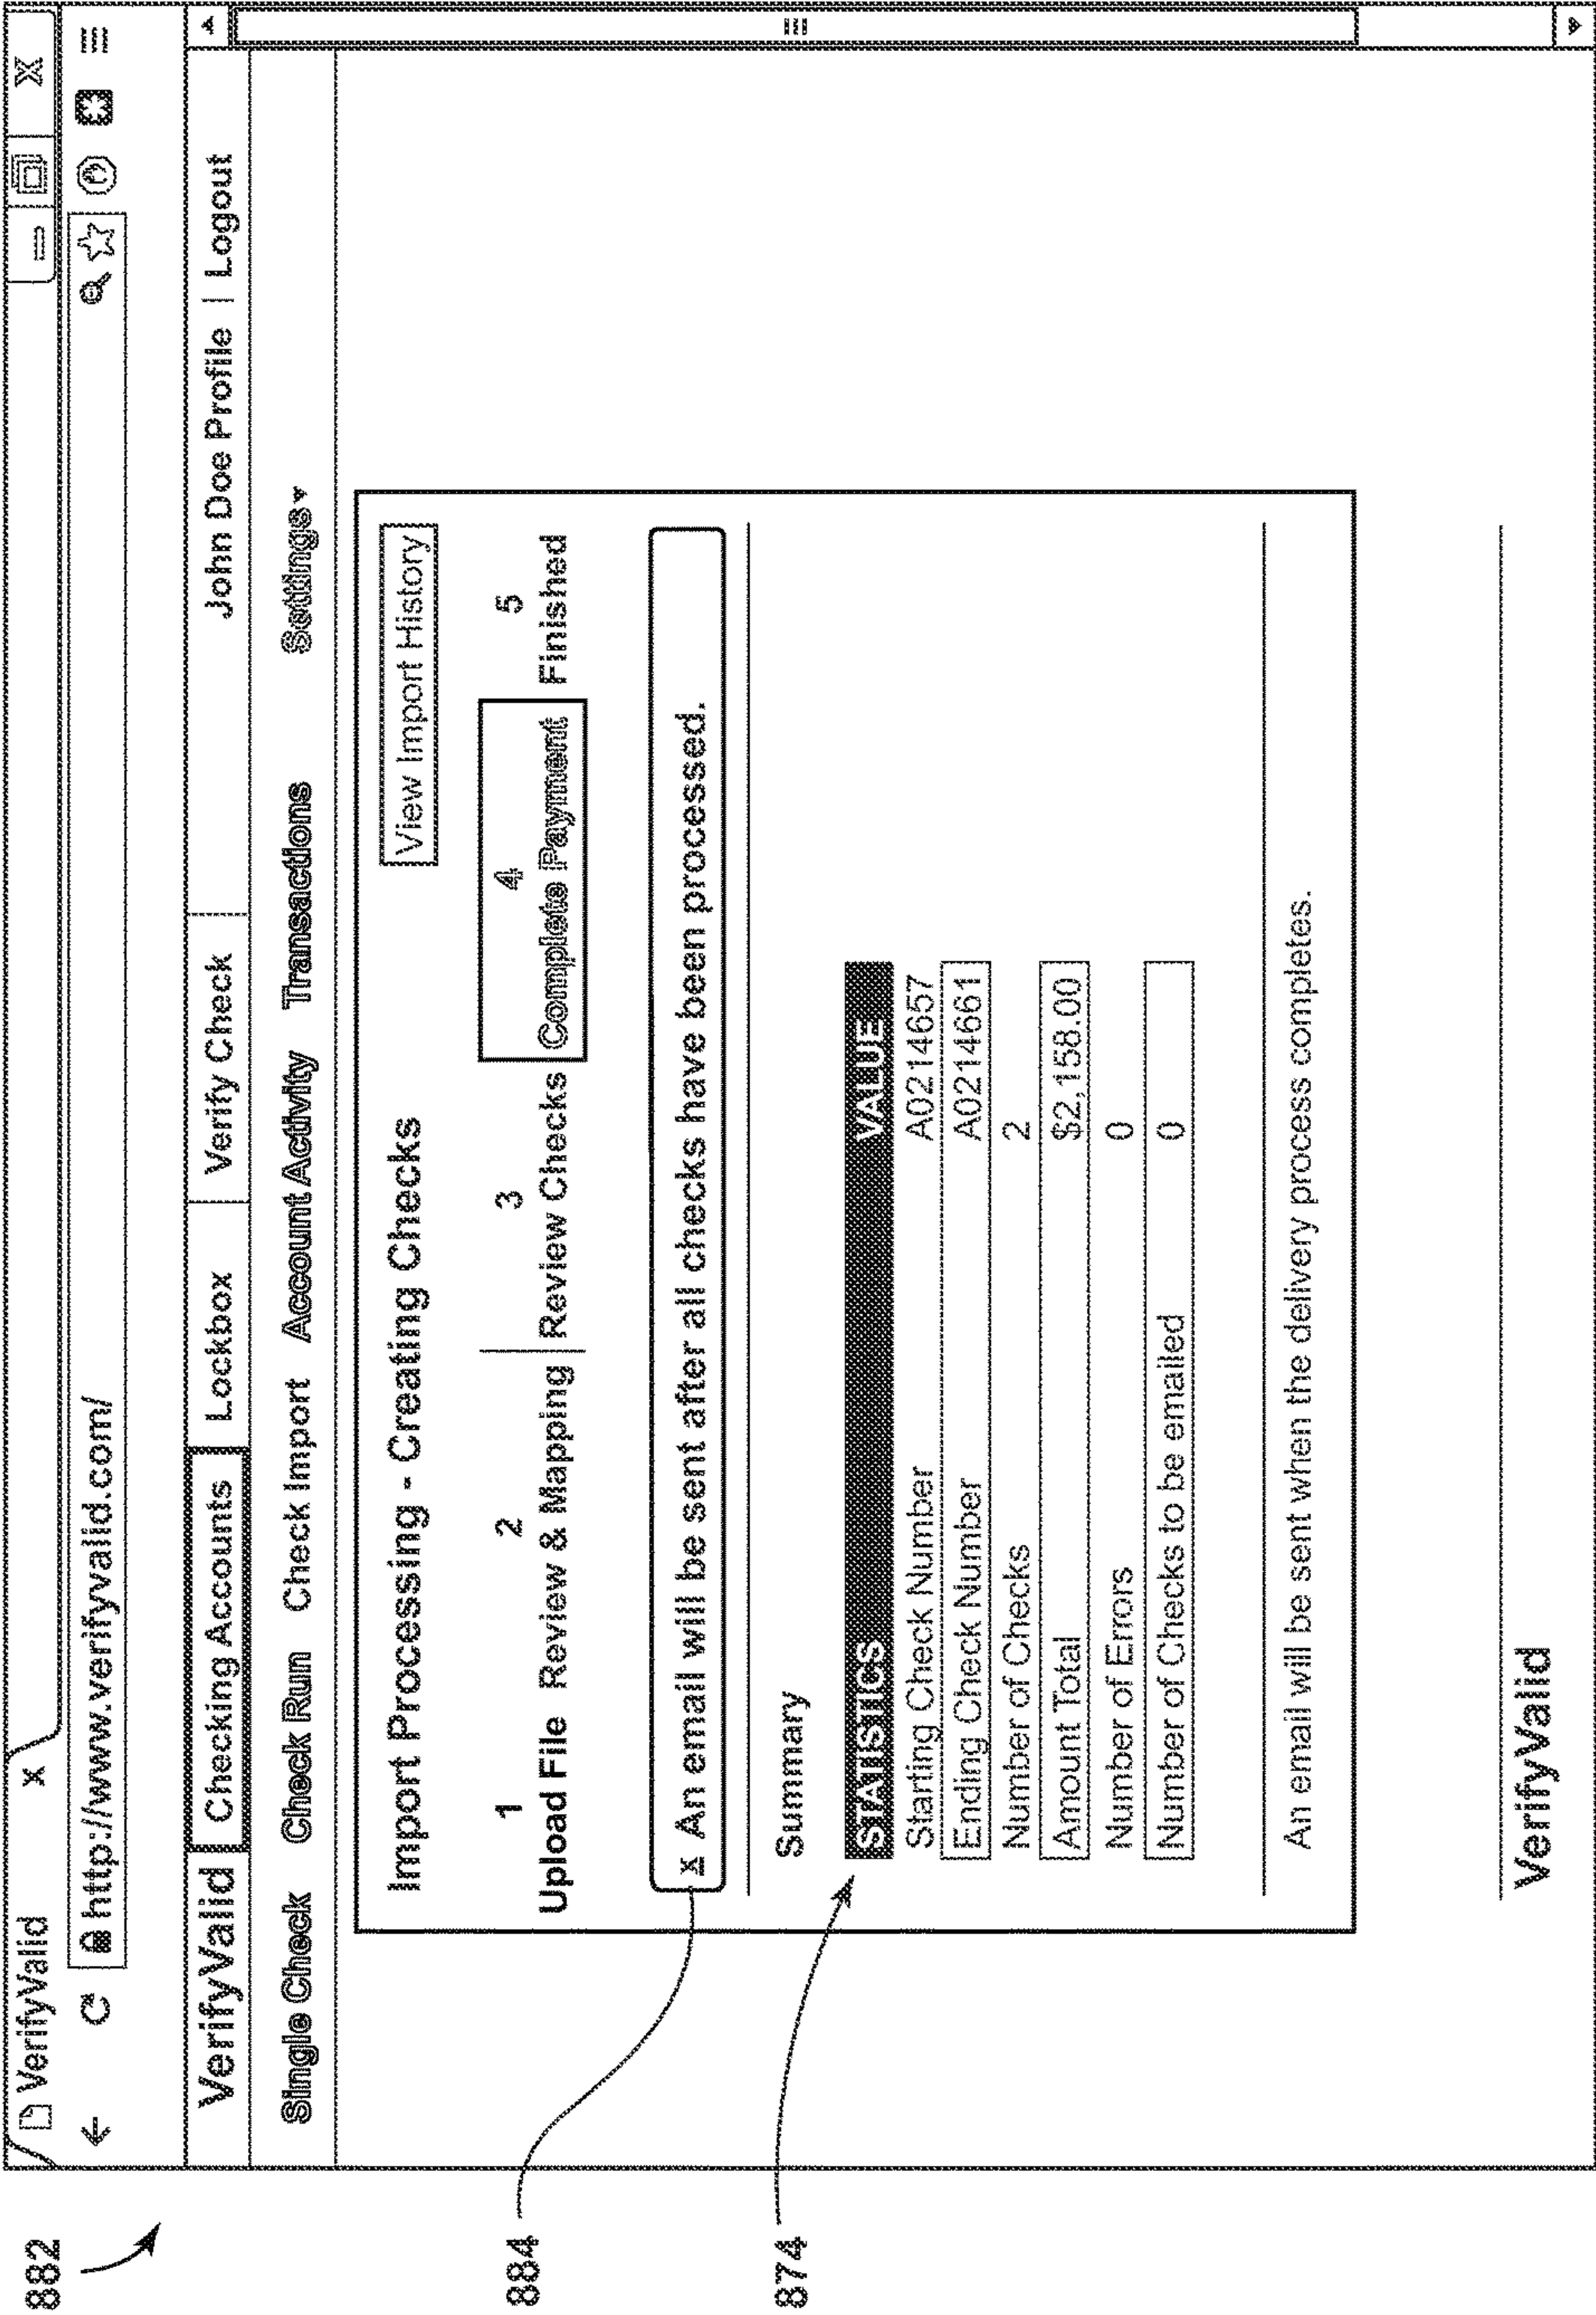 882
VerifyValid x X
http://www.verifyvalid.com/
VerifyValid Checking Accounts Lockbox Verify Check John Doe Profile | Logout
Single Check Check Run Check Import Account Activity Transactions Settings
Import Processing - Creating Checks View Import History
1 2 3 4 5
Upload File Review & Mapping Review Checks Complete Payment Finished
884
x An email will be sent after all checks have been processed.
Summary
874
STATISTICS VALUE
Starting Check Number A0214657
Ending Check Number A0214661
Number of Checks 2
Amount Total $2,158.00
Number of Errors 0
Number of Checks to be emailed 0
An email will be sent when the delivery process completes.
VerifyValid